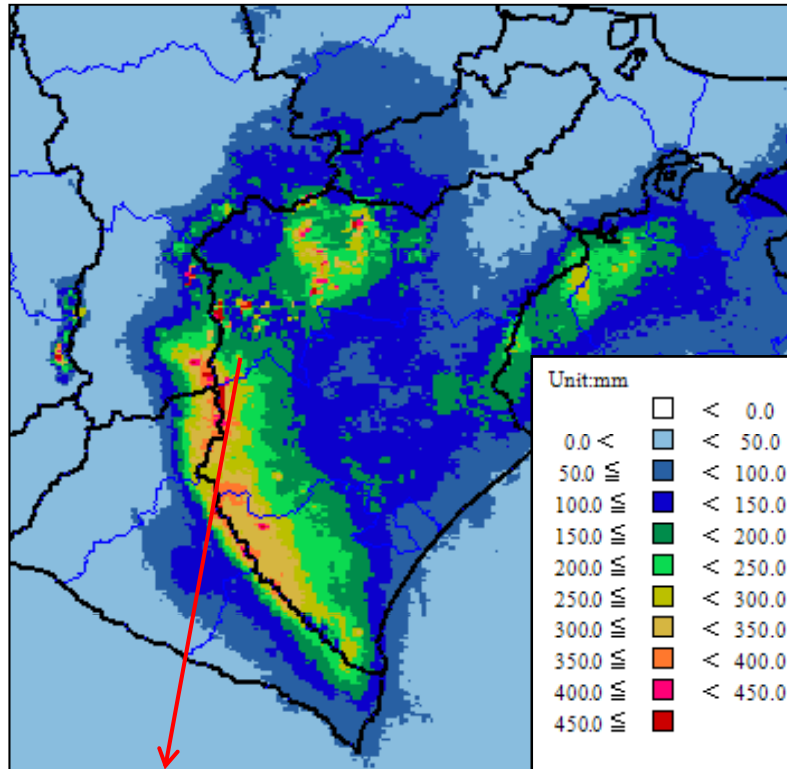 Unit:mm
< 0.0
0.0 < < 50.0
50.0 ≦ < 100.0
100.0 ≦ < 150.0
150.0 ≦ < 200.0
200.0 ≦ < 250.0
250.0 ≦ < 300.0
300.0 ≦ < 350.0
350.0 ≦ < 400.0
400.0 ≦ < 450.0
450.0 ≦